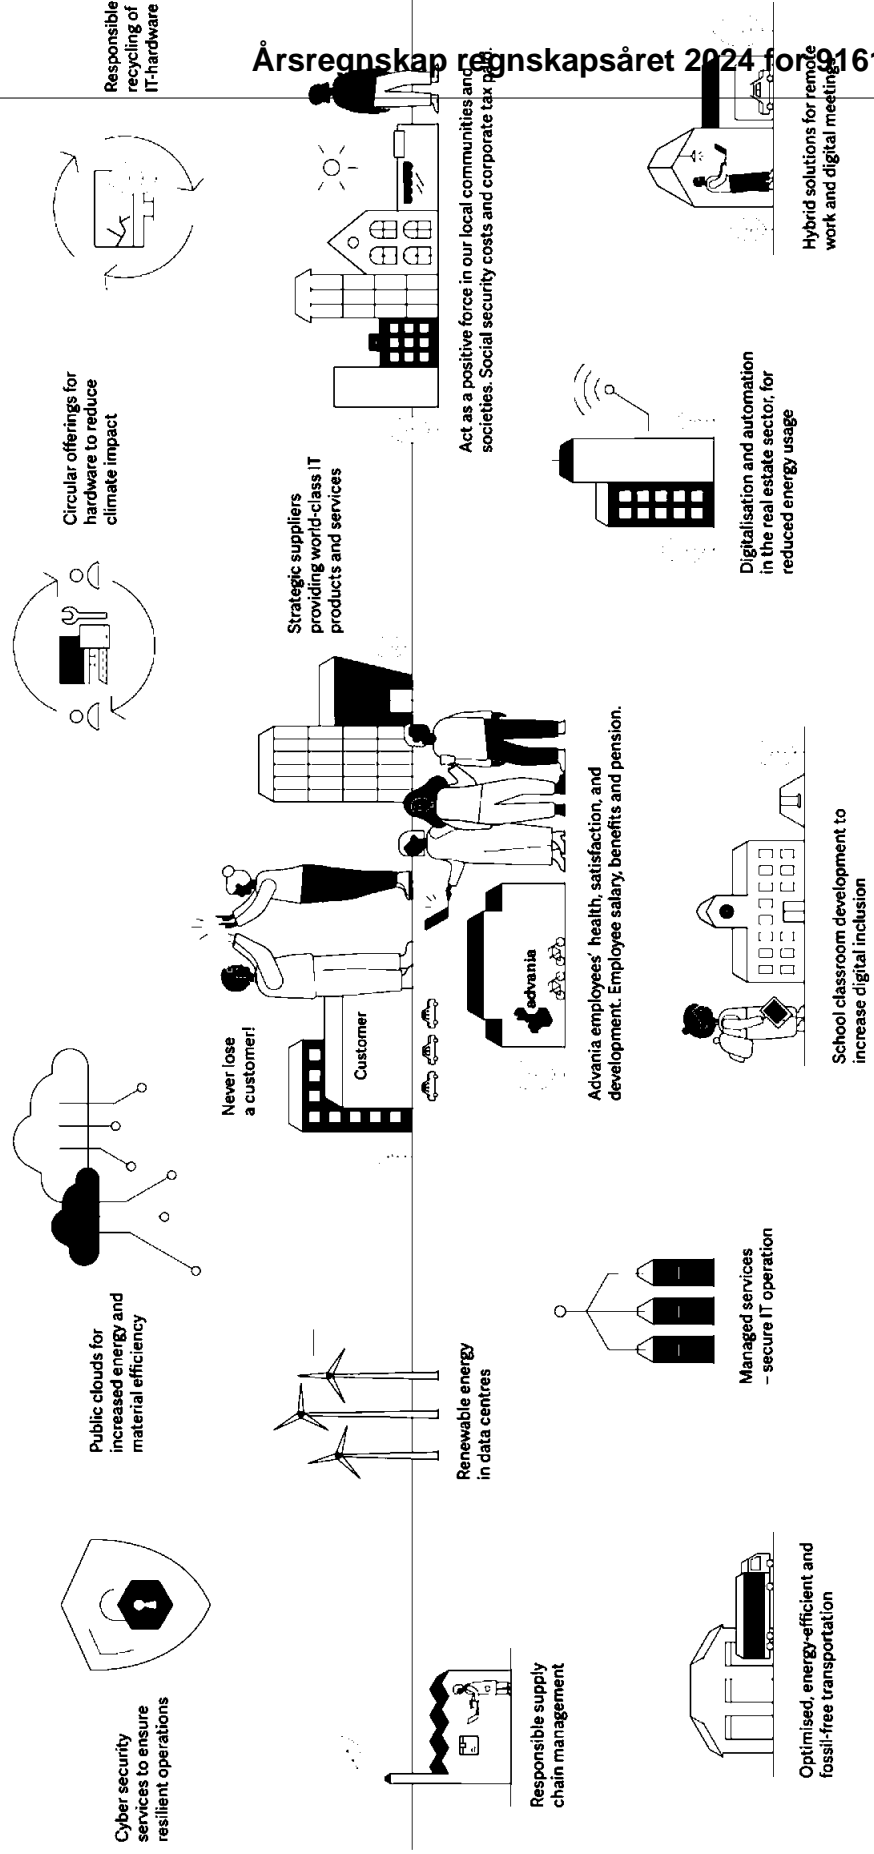 Årsregnskap regnskapsåret 2024 for 9161
Cyber security
services to ensure
resilient operations
Public clouds for
increased energy and
material efficiency
Circular offerings for
hardware to reduce
climate impact
Responsible
recycling of
IT-hardware
Never lose
a customer!
Customer
Strategic suppliers
providing world-class IT
products and services
Renewable energy
in data centres
Act as a positive force in our local communities and
societies. Social security costs and corporate tax paid.
Responsible supply
chain management
advania
Advania employees' health, satisfaction, and
development. Employee salary, benefits and pension.
Managed services
– secure IT operation
Digitalisation and automation
in the real estate sector, for
reduced energy usage
Hybrid solutions for remote
work and digital meetings
Optimised, energy-efficient and
fossil-free transportation
School classroom development to
increase digital inclusion